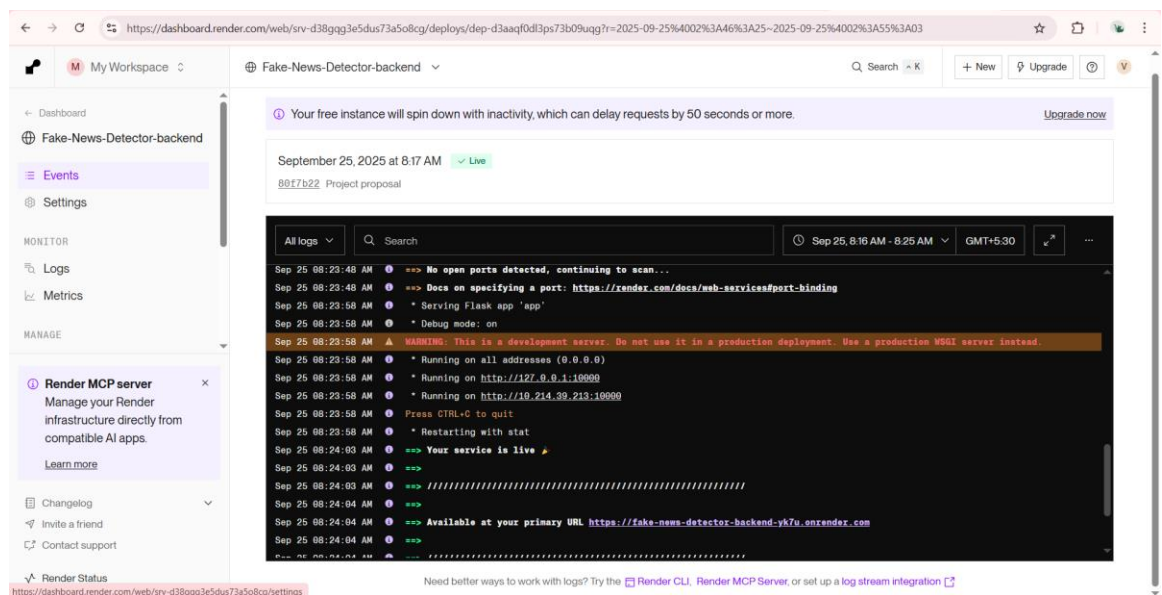 https://dashboard.render.com/web/srv-d38gqg3e5dus73a5o8cg/deploys/dep-d3aaqf0dl3ps73b09uqg?r=2025-09-25%4002%3A46%3A25~2025-09-25%4002%3A55%3A03
M My Workspace
Fake-News-Detector-backend
Search ^ K
+ New
Upgrade
V
← Dashboard
Fake-News-Detector-backend
Events
Settings
MONITOR
Logs
Metrics
MANAGE
Render MCP server ×
Manage your Render
infrastructure directly from
compatible AI apps.
Learn more
Changelog
Invite a friend
Contact support
Render Status
https://dashboard.render.com/web/srv-d38gqg3e5dus73a5o8cg/settings
Your free instance will spin down with inactivity, which can delay requests by 50 seconds or more. Upgrade now
September 25, 2025 at 8:17 AM ✓ Live
80f7b22 Project proposal
All logs
Search
Sep 25, 8:16 AM - 8:25 AM
GMT+5:30
...
Sep 25 08:23:48 AM ==> No open ports detected, continuing to scan...
Sep 25 08:23:48 AM ==> Docs on specifying a port: https://render.com/docs/web-services#port-binding
Sep 25 08:23:58 AM * Serving Flask app 'app'
Sep 25 08:23:58 AM * Debug mode: on
Sep 25 08:23:58 AM WARNING: This is a development server. Do not use it in a production deployment. Use a production WSGI server instead.
Sep 25 08:23:58 AM * Running on all addresses (0.0.0.0)
Sep 25 08:23:58 AM * Running on http://127.0.0.1:10000
Sep 25 08:23:58 AM * Running on http://10.214.39.213:10000
Sep 25 08:23:58 AM Press CTRL+C to quit
Sep 25 08:23:58 AM * Restarting with stat
Sep 25 08:24:03 AM ==> Your service is live 🎉
Sep 25 08:24:03 AM ==>
Sep 25 08:24:03 AM ==> ///////////////////////////////////////////////////////////
Sep 25 08:24:04 AM ==>
Sep 25 08:24:04 AM ==> Available at your primary URL https://fake-news-detector-backend-yk7u.onrender.com
Sep 25 08:24:04 AM ==>
Sep 25 08:24:04 AM ==> ///////////////////////////////////////////////////////////
Need better ways to work with logs? Try the Render CLI, Render MCP Server, or set up a log stream integration